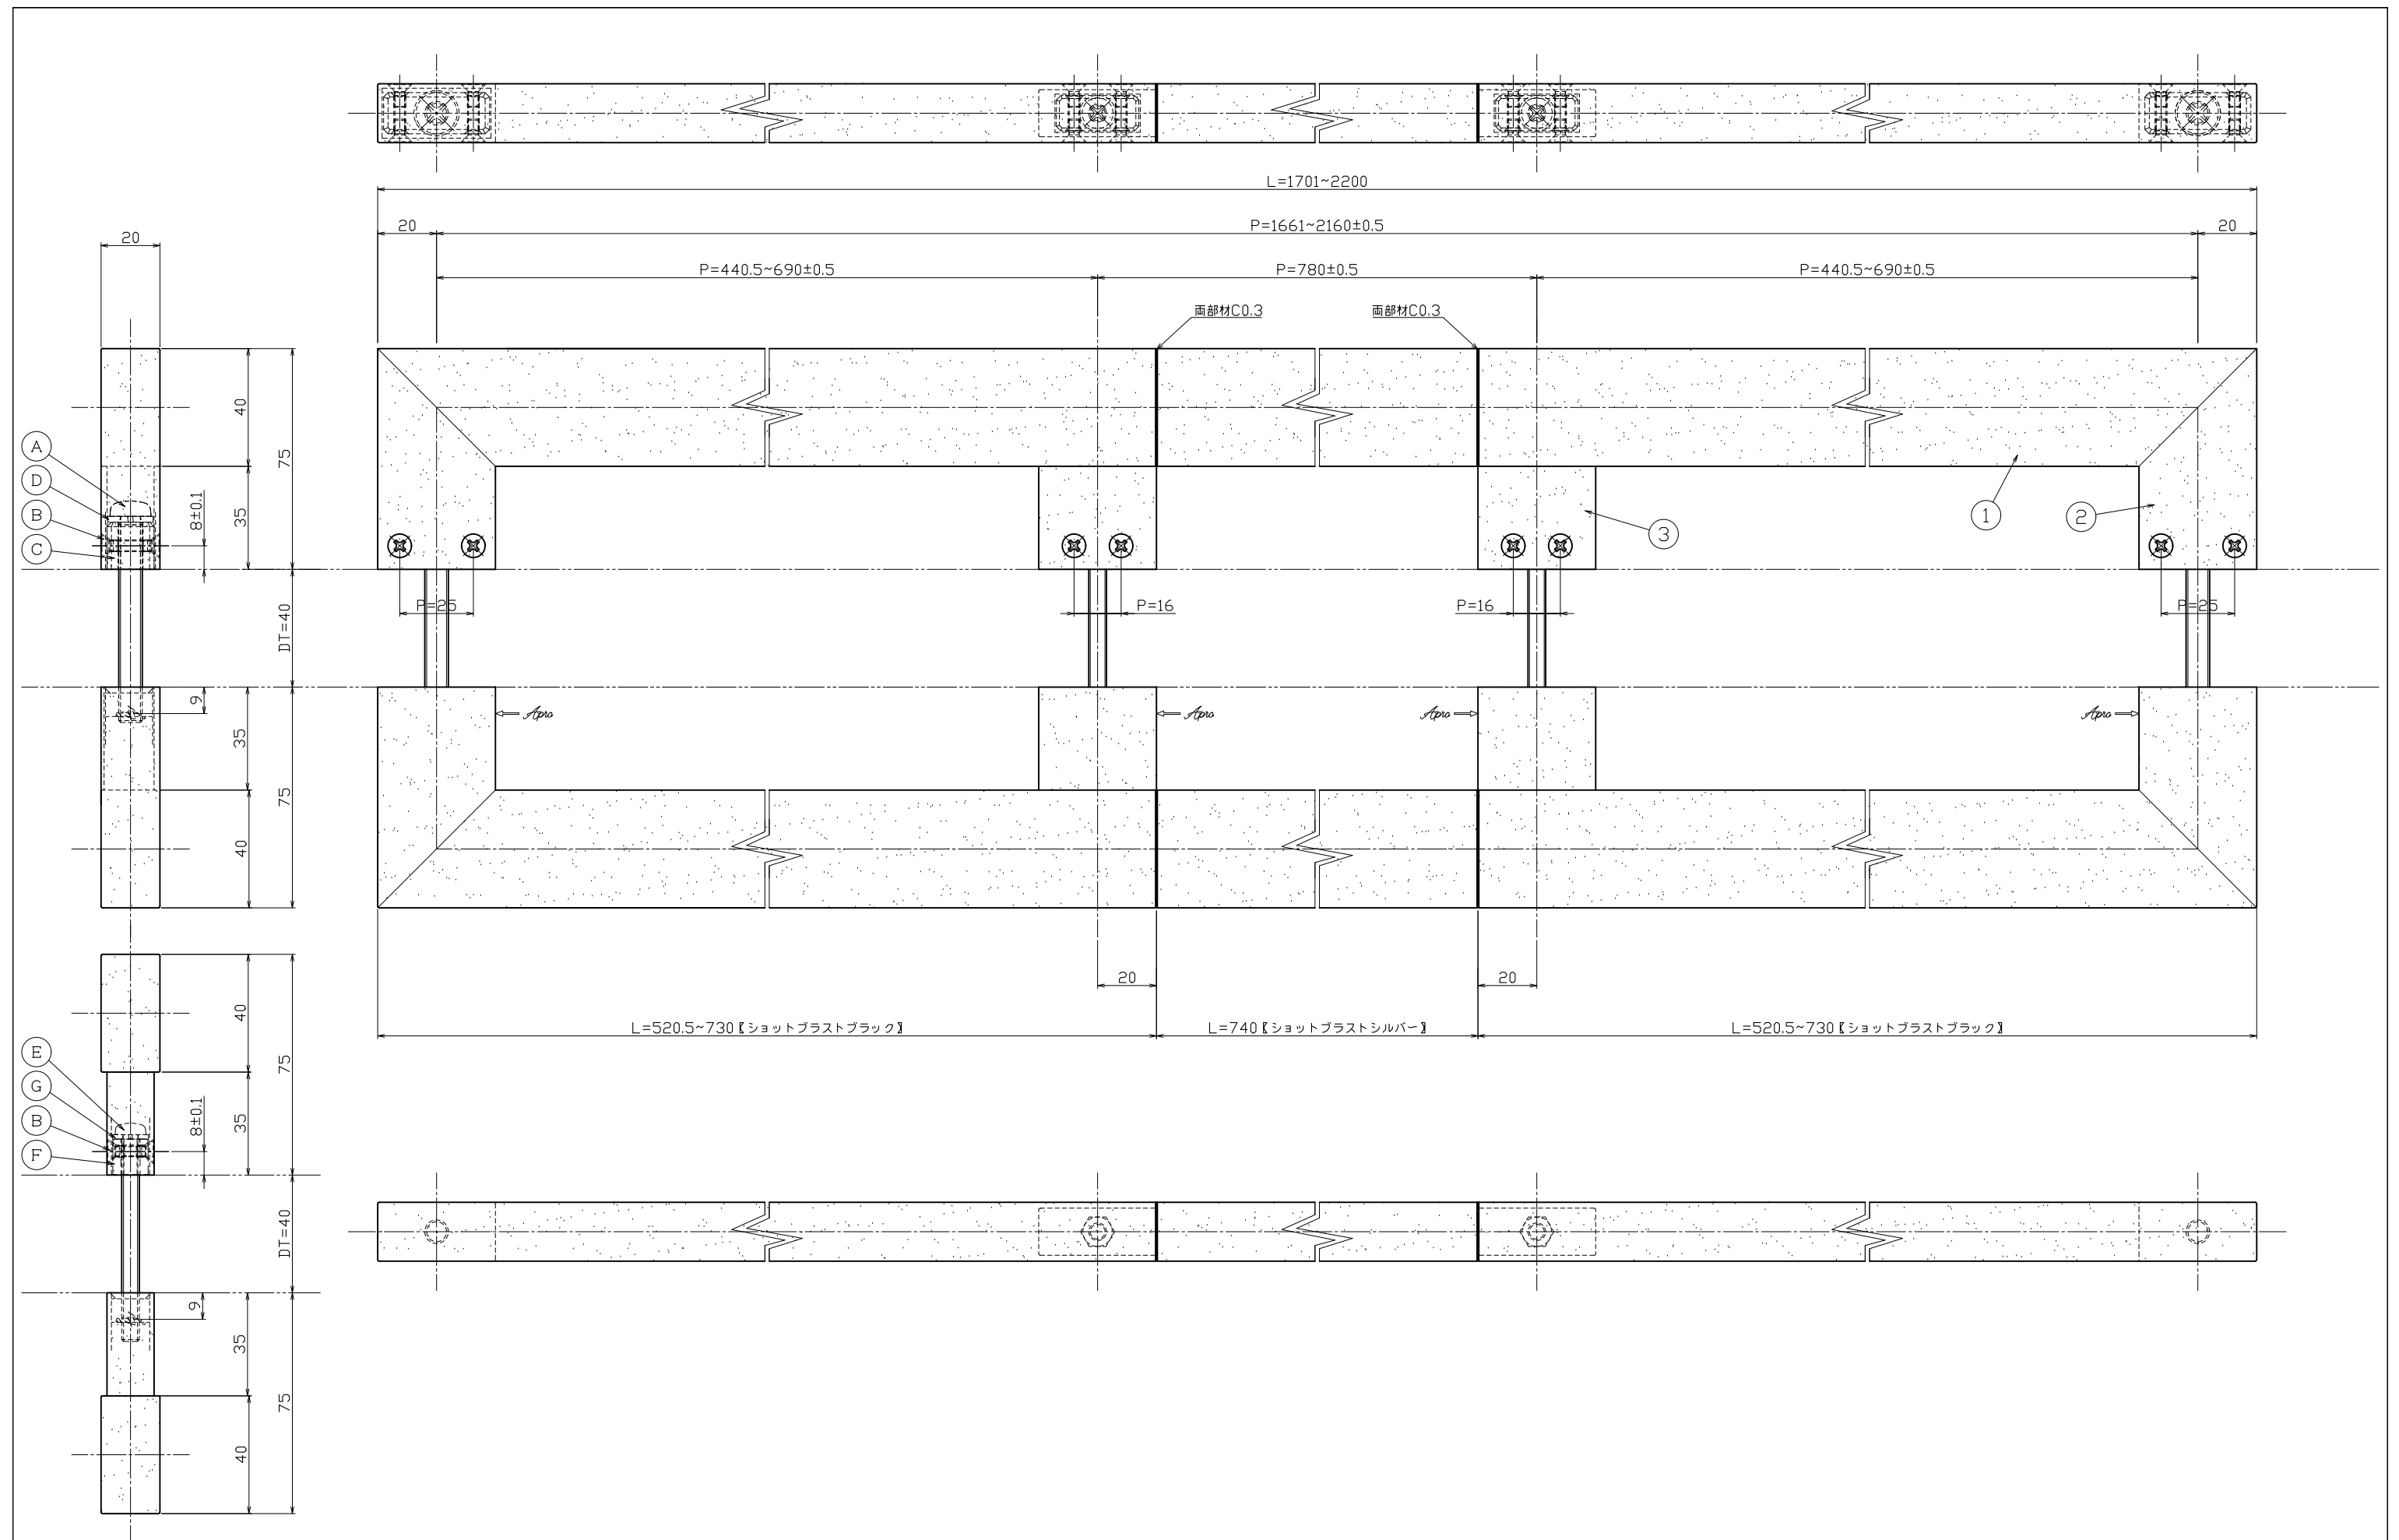 L=1701~2200
20
P=1661~2160±0.5
20
20
P=440.5~690±0.5
P=780±0.5
P=440.5~690±0.5
両部材C0.3
両部材C0.3
40
75
A
D
B
C
8±0.1
35
1
2
3
P=25
P=16
P=16
P=25
DT=40
9
Apro
Apro
Apro
Apro
35
75
40
20
20
40
L=520.5~730〖ショットブラストブラック〗
L=740〖ショットブラストシルバー〗
L=520.5~730〖ショットブラストブラック〗
75
E
G
B
F
8±0.1
35
DT=40
9
35
75
40